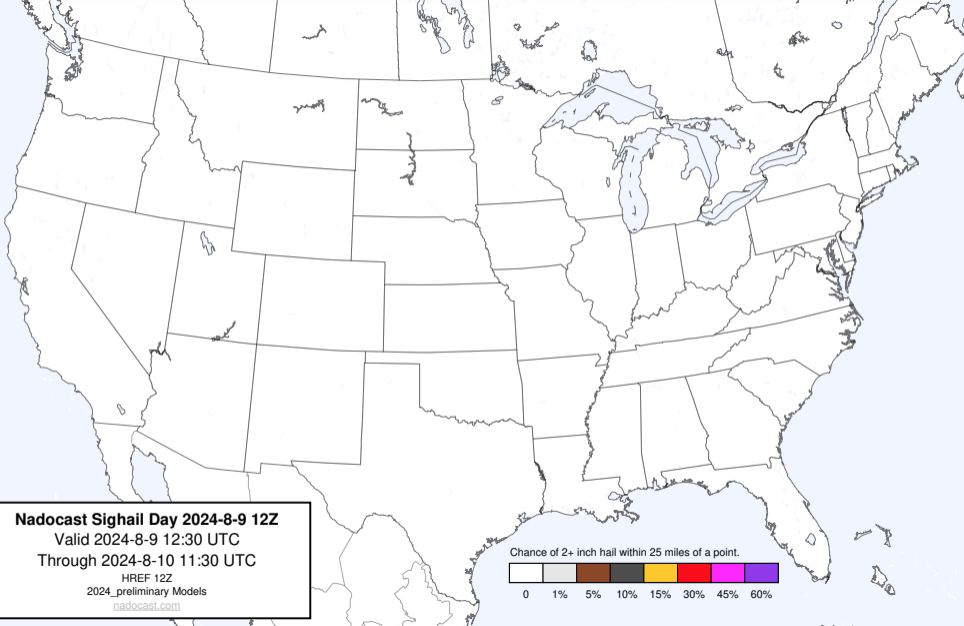 Nadocast Sighail Day 2024-8-9 12Z
Valid 2024-8-9 12:30 UTC
Through 2024-8-10 11:30 UTC
HREF 12Z
2024_preliminary Models
nadocast.com
Chance of 2+ inch hail within 25 miles of a point.
0 1% 5% 10% 15% 30% 45% 60%